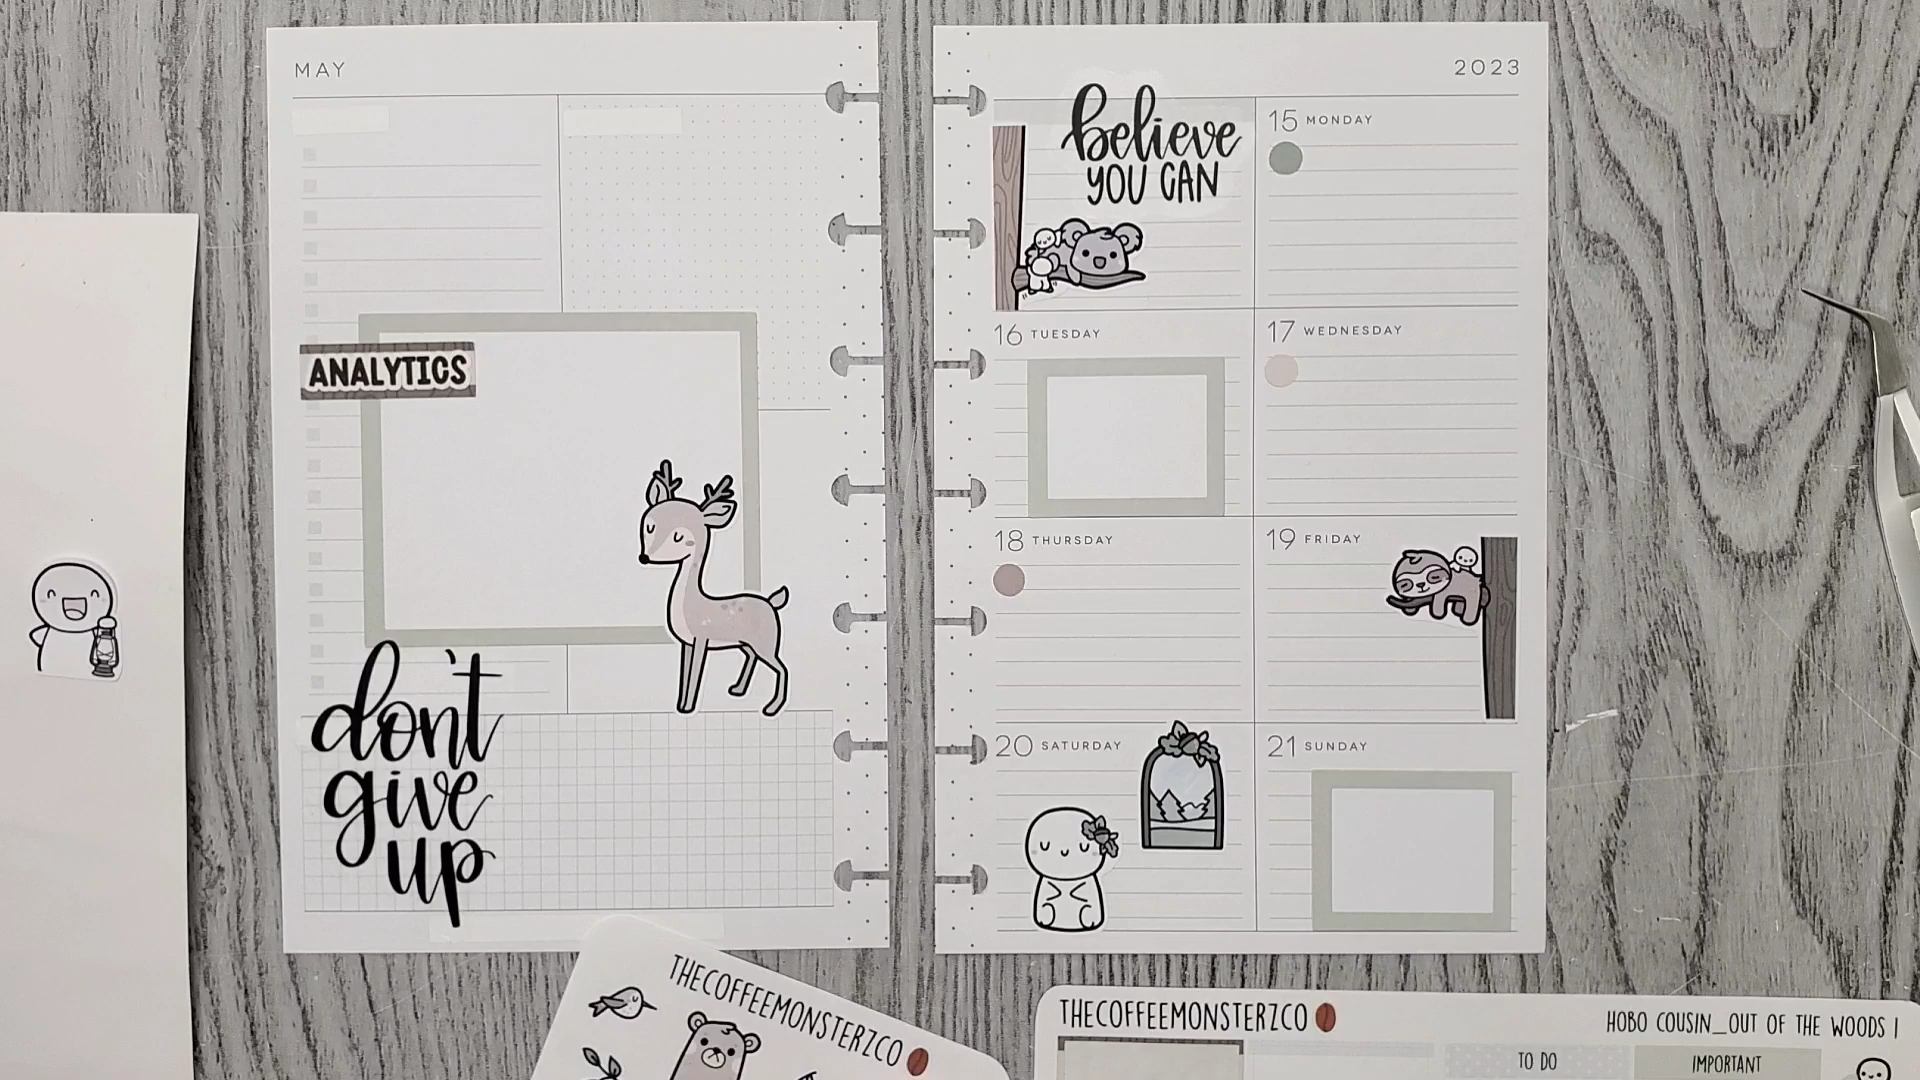 MAY
ANALYTICS
don't
give
up
2023
believe
YOU CAN
15 MONDAY
16 TUESDAY
17 WEDNESDAY
18 THURSDAY
19 FRIDAY
20 SATURDAY
21 SUNDAY
THECOFFEEMONSTERZCO
THECOFFEEMONSTERZCO
HOBO COUSIN_OUT OF THE WOODS |
TO DO
IMPORTANT